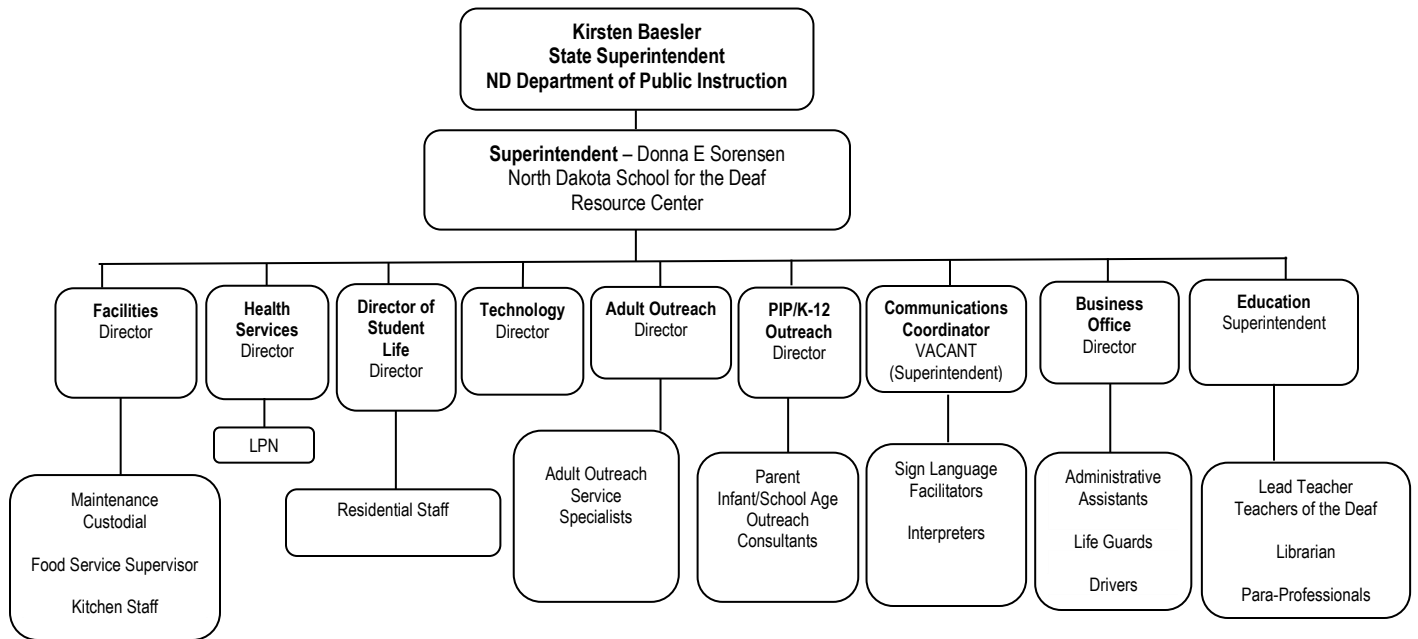 Kirsten Baesler
State Superintendent
ND Department of Public Instruction
Superintendent – Donna E Sorensen
North Dakota School for the Deaf
Resource Center
Facilities
Director
Health
Services
Director
Director of
Student
Life
Director
Technology
Director
Adult Outreach
Director
PIP/K-12
Outreach
Director
Communications
Coordinator
VACANT
(Superintendent)
Business
Office
Director
Education
Superintendent
Maintenance
Custodial
Food Service Supervisor
Kitchen Staff
LPN
Residential Staff
Adult Outreach
Service
Specialists
Parent
Infant/School Age
Outreach
Consultants
Sign Language
Facilitators
Interpreters
Administrative
Assistants
Life Guards
Drivers
Lead Teacher
Teachers of the Deaf
Librarian
Para-Professionals